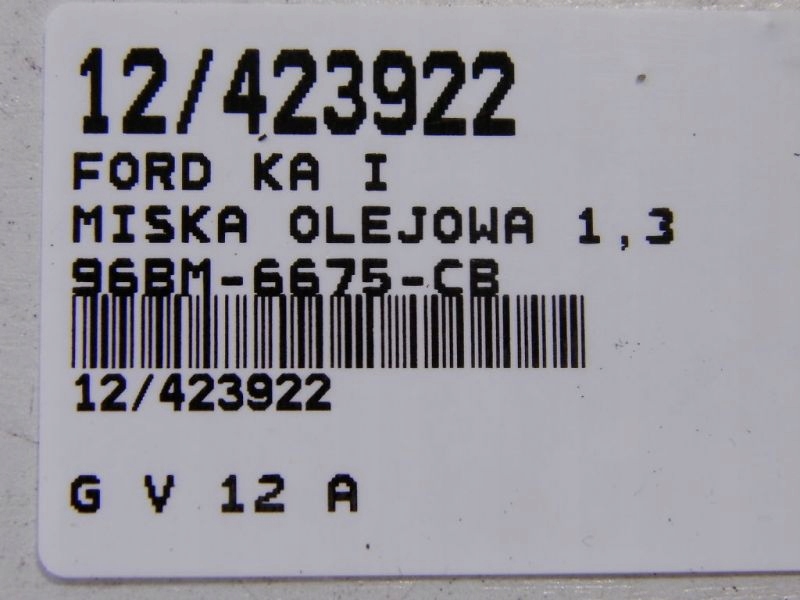 12/423922
FORD KA I
MISKA OLEJOWA 1,3
96BM-6675-CB
12/423922
G V 12 A